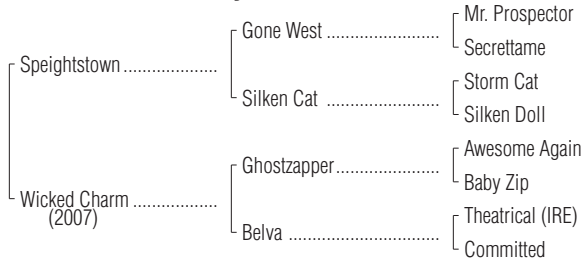 Mr. Prospector
Gone West ....................
Secrettame
Speightstown ..................
Storm Cat
Silken Cat ....................
Silken Doll
Awesome Again
Ghostzapper ...................
Baby Zip
Wicked Charm .................
(2007)
Theatrical (IRE)
Belva ...........................
Committed